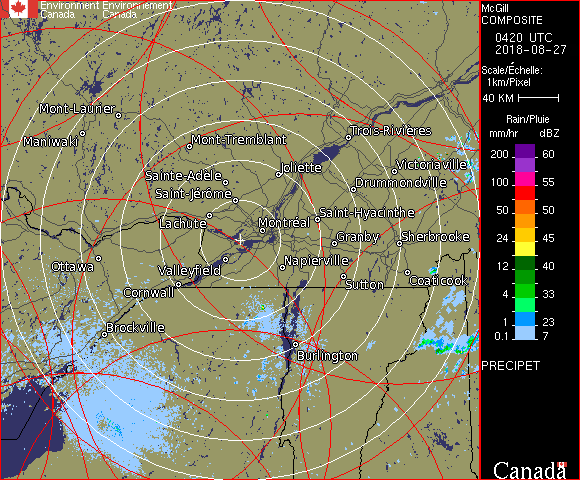 Environment Environnement
Canada Canada
McGill
COMPOSITE
0420 UTC
2018-08-27
Scale/Échelle:
1km/Pixel
40 KM
Rain/Pluie
mm/hr dBZ
200 60
100 55
50 50
24 45
12 40
4 33
1 23
0.1 7
PRECIPET
Canada
Mont-Laurier
Maniwaki
Mont-Tremblant
Trois-Rivières
Sainte-Adèle
Joliette
Victoriaville
Saint-Jérôme
Drummondville
Lachute
Montréal
Saint-Hyacinthe
Granby
Sherbrooke
Ottawa
Valleyfield
Napierville
Cornwall
Sutton
Coaticook
Brockville
Burlington